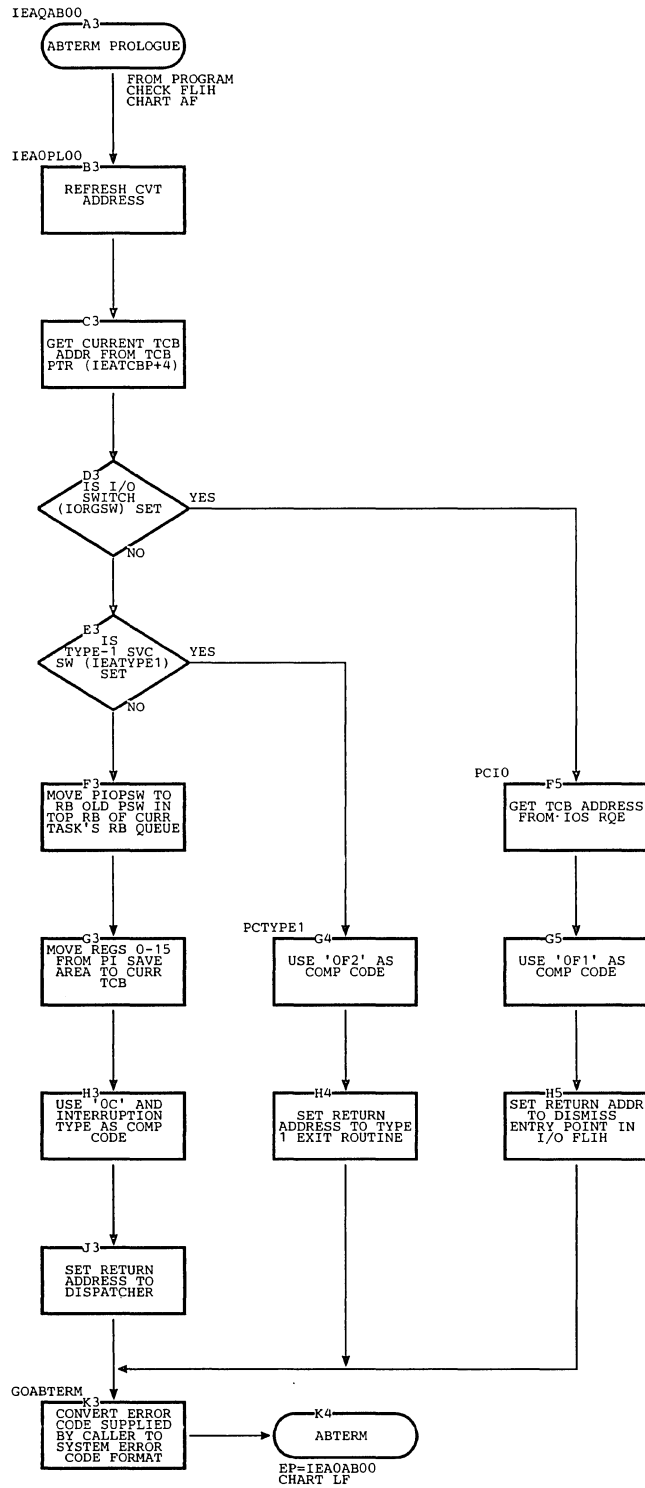 IEAQAB00
A3
ABTERM PROLOGUE
FROM PROGRAM
CHECK FLIH
CHART AF
IEA0PL00
B3
REFRESH CVT
ADDRESS
C3
GET CURRENT TCB
ADDR FROM TCB
PTR (IEATCBP+4)
D3
IS I/O
SWITCH
(IORGSW) SET
YES
NO
E3
IS
TYPE-1 SVC
SW (IEATYPE1)
SET
YES
NO
F3
MOVE PIOPSW TO
RB OLD PSW IN
TOP RB OF CURR
TASK'S RB QUEUE
PCIO
F5
GET TCB ADDRESS
FROM IOS RQE
G3
MOVE REGS 0-15
FROM PI SAVE
AREA TO CURR
TCB
PCTYPE1
G4
USE '0F2' AS
COMP CODE
G5
USE '0F1' AS
COMP CODE
H3
USE '0C' AND
INTERRUPTION
TYPE AS COMP
CODE
H4
SET RETURN
ADDRESS TO TYPE
1 EXIT ROUTINE
H5
SET RETURN ADDR
TO DISMISS
ENTRY POINT IN
I/O FLIH
J3
SET RETURN
ADDRESS TO
DISPATCHER
GOABTERM
K3
CONVERT ERROR
CODE SUPPLIED
BY CALLER TO
SYSTEM ERROR
CODE FORMAT
K4
ABTERM
EP=IEA0AB00
CHART LF